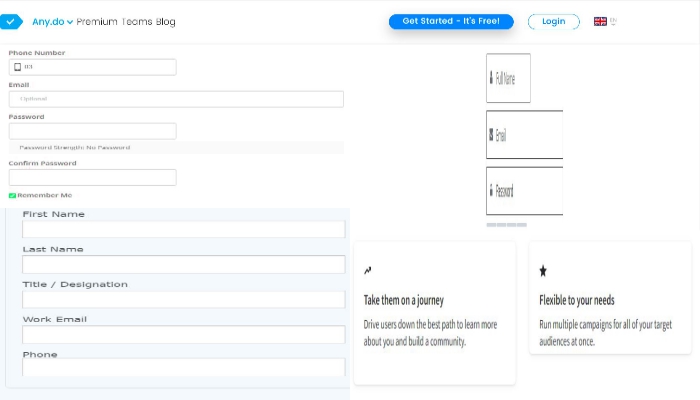 Any.do Premium Teams Blog
Get Started - It's Free!
Login
EN
Phone Number
03
Email
Optional
Password
Password Strength: No Password
Confirm Password
Remember Me
Full Name
Email
Password
First Name
Last Name
Title / Designation
Work Email
Phone
Take them on a journey
Drive users down the best path to learn more
about you and build a community.
Flexible to your needs
Run multiple campaigns for all of your target
audiences at once.